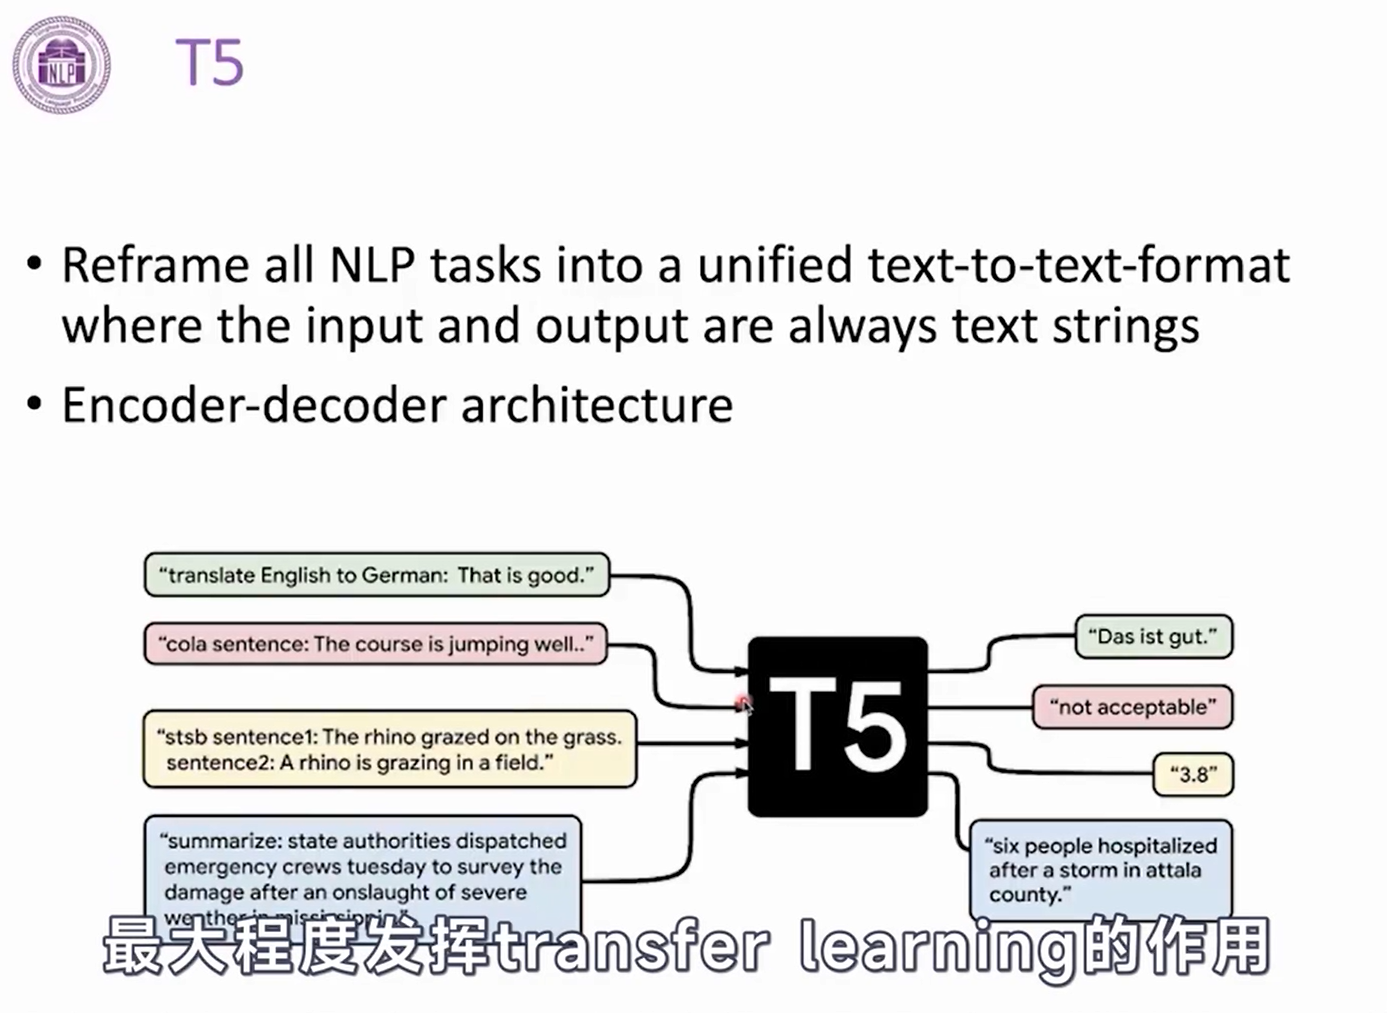 T5
NLP
• Reframe all NLP tasks into a unified text-to-text-format
where the input and output are always text strings
• Encoder-decoder architecture
“translate English to German: That is good.”
“cola sentence: The course is jumping well..”
“stsb sentence1: The rhino grazed on the grass.
sentence2: A rhino is grazing in a field.”
“summarize: state authorities dispatched
emergency crews tuesday to survey the
damage after an onslaught of severe
weather in mississippi…”
T5
“Das ist gut.”
“not acceptable”
“3.8”
“six people hospitalized
after a storm in attala
county.”
最大程度发挥transfer learning的作用